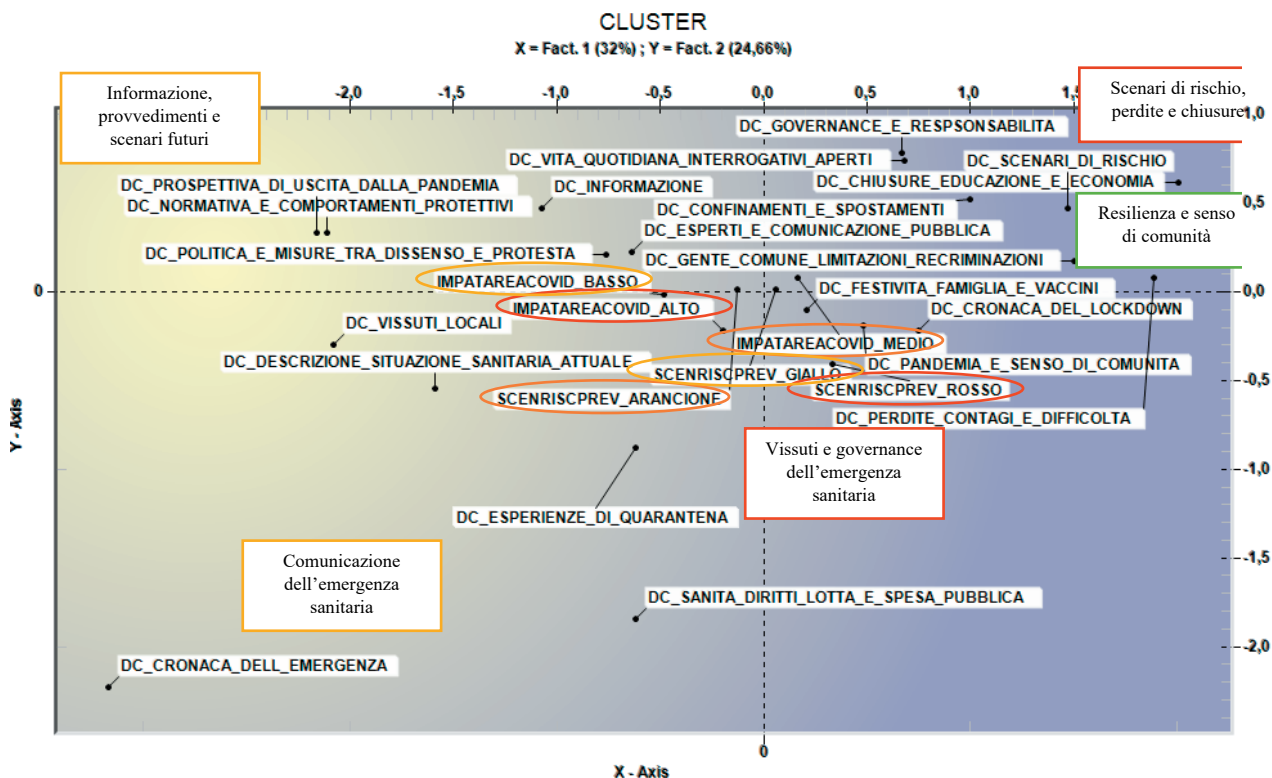 CLUSTER
X = Fact. 1 (32%) ; Y = Fact. 2 (24,66%)
Informazione,
provvedimenti e
scenari futuri
Scenari di rischio,
perdite e chiusure
-2,0 -1,5 -1,0 -0,5 0,0 0,5 1,0 1,5
1,0
DC_GOVERNANCE_E_RESPSONSABILITA
DC_VITA_QUOTIDIANA_INTERROGATIVI_APERTI
DC_SCENARI_DI_RISCHIO
DC_PROSPETTIVA_DI_USCITA_DALLA_PANDEMIA
DC_INFORMAZIONE
DC_CHIUSURE_EDUCAZIONE_E_ECONOMIA
DC_NORMATIVA_E_COMPORTAMENTI_PROTETTIVI
DC_CONFINAMENTI_E_SPOSTAMENTI
0,5
Resilienza e senso
di comunità
DC_ESPERTI_E_COMUNICAZIONE_PUBBLICA
DC_POLITICA_E_MISURE_TRA_DISSENSO_E_PROTESTA
DC_GENTE_COMUNE_LIMITAZIONI_RECRIMINAZIONI
IMPATAREACOVID_BASSO
DC_FESTIVITA_FAMIGLIA_E_VACCINI
0
0,0
IMPATAREACOVID_ALTO
DC_CRONACA_DEL_LOCKDOWN
DC_VISSUTI_LOCALI
IMPATAREACOVID_MEDIO
DC_DESCRIZIONE_SITUAZIONE_SANITARIA_ATTUALE
DC_PANDEMIA_E_SENSO_DI_COMUNITA
SCENRISCPREV_GIALLO
SCENRISCPREV_ROSSO
-0,5
SCENRISCPREV_ARANCIONE
DC_PERDITE_CONTAGI_E_DIFFICOLTA
Y - Axis
Vissuti e governance
dell'emergenza
sanitaria
-1,0
DC_ESPERIENZE_DI_QUARANTENA
-1,5
Comunicazione
dell'emergenza
sanitaria
DC_SANITA_DIRITTI_LOTTA_E_SPESA_PUBBLICA
-2,0
DC_CRONACA_DELL_EMERGENZA
0
X - Axis